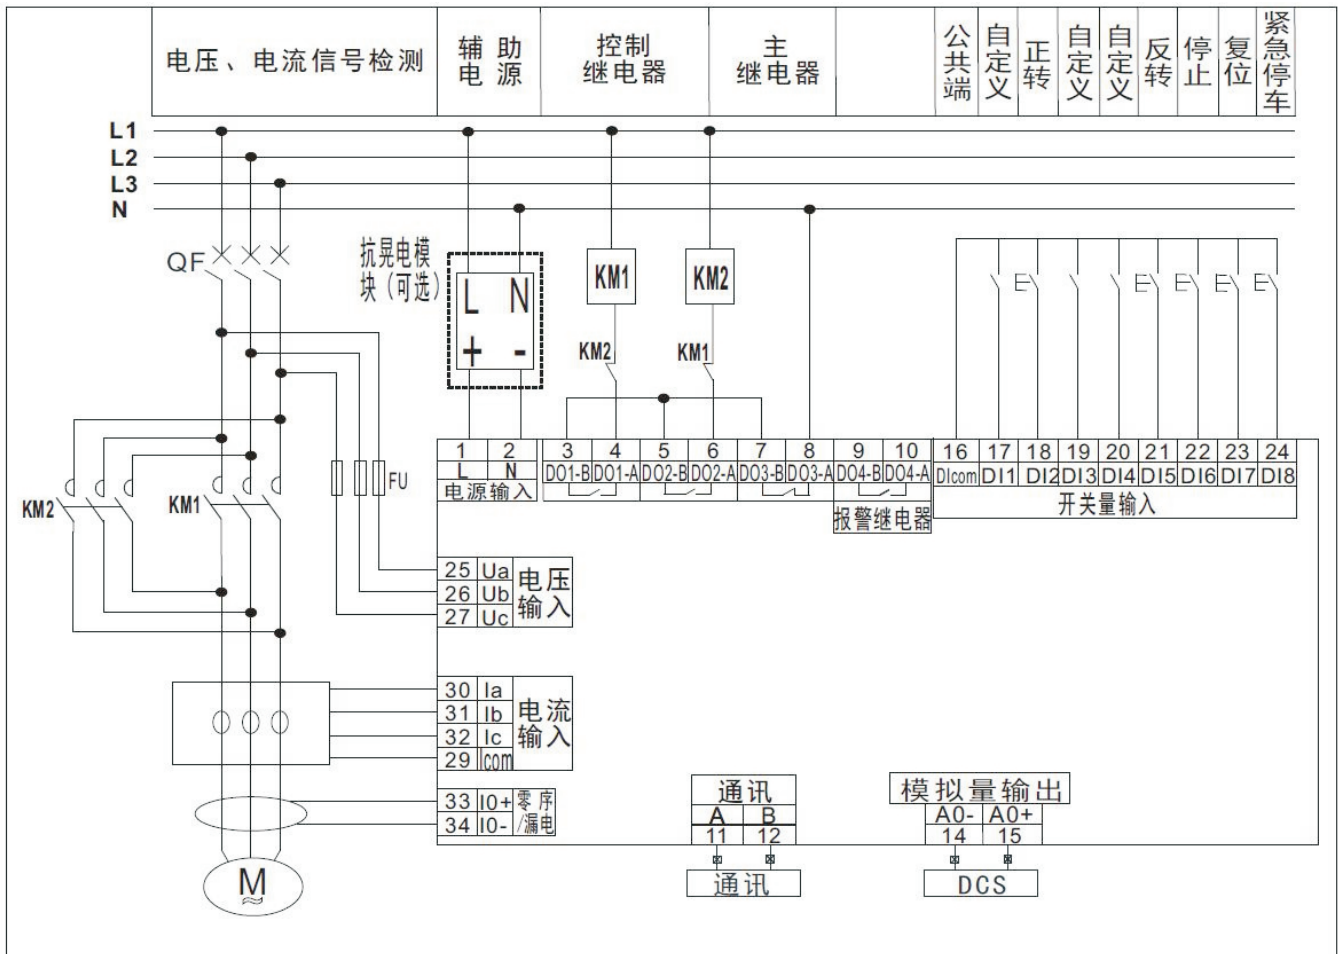 电压、电流信号检测
辅助
电源
控制
继电器
主
继电器
公共端
自定义
正转
自定义
自定义
反转
停止
复位
紧急停车
L1
L2
L3
N
QF
抗晃电模
块（可选）
L N
+ -
KM1
KM2
KM2
KM1
KM2
KM1
FU
1 2
L N
电源输入
3 4 5 6 7 8 9 10
DO1-B DO1-A DO2-B DO2-A DO3-B DO3-A DO4-B DO4-A
报警继电器
16 17 18 19 20 21 22 23 24
DIcom DI1 DI2 DI3 DI4 DI5 DI6 DI7 DI8
开关量输入
25 Ua
26 Ub
27 Uc
电压
输入
30 Ia
31 Ib
32 Ic
29 Icom
电流
输入
33 I0+ 零序
34 I0- /漏电
M
≈
通讯
A B
11 12
通讯
模拟量输出
A0- A0+
14 15
DCS